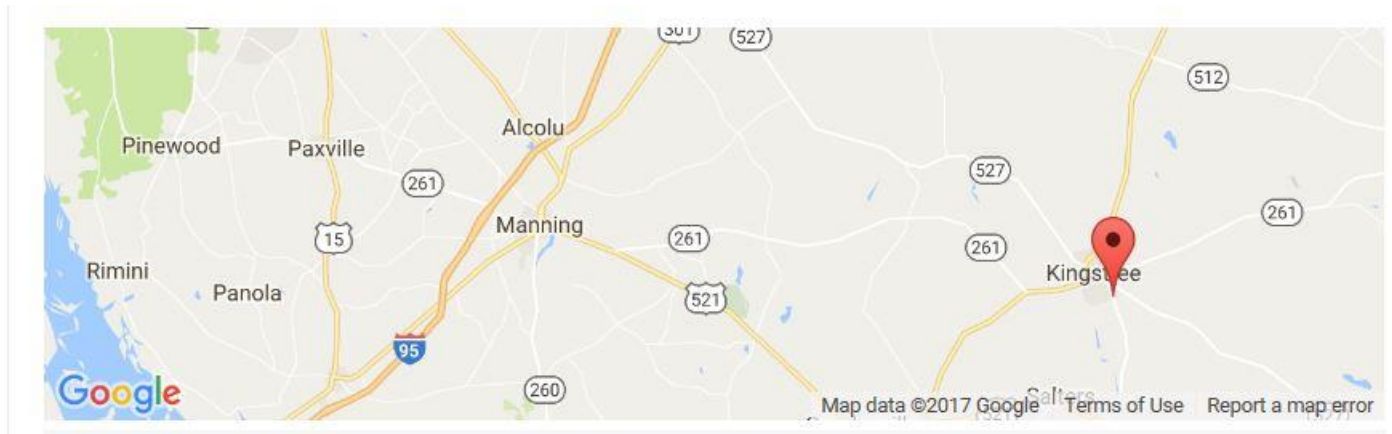 301
527
512
Alcolu
Pinewood
Paxville
527
261
261
Manning
15
261
261
Rimini
Kingstree
Panola
521
95
Google
260
Salters
Map data ©2017 Google
Terms of Use
Report a map error